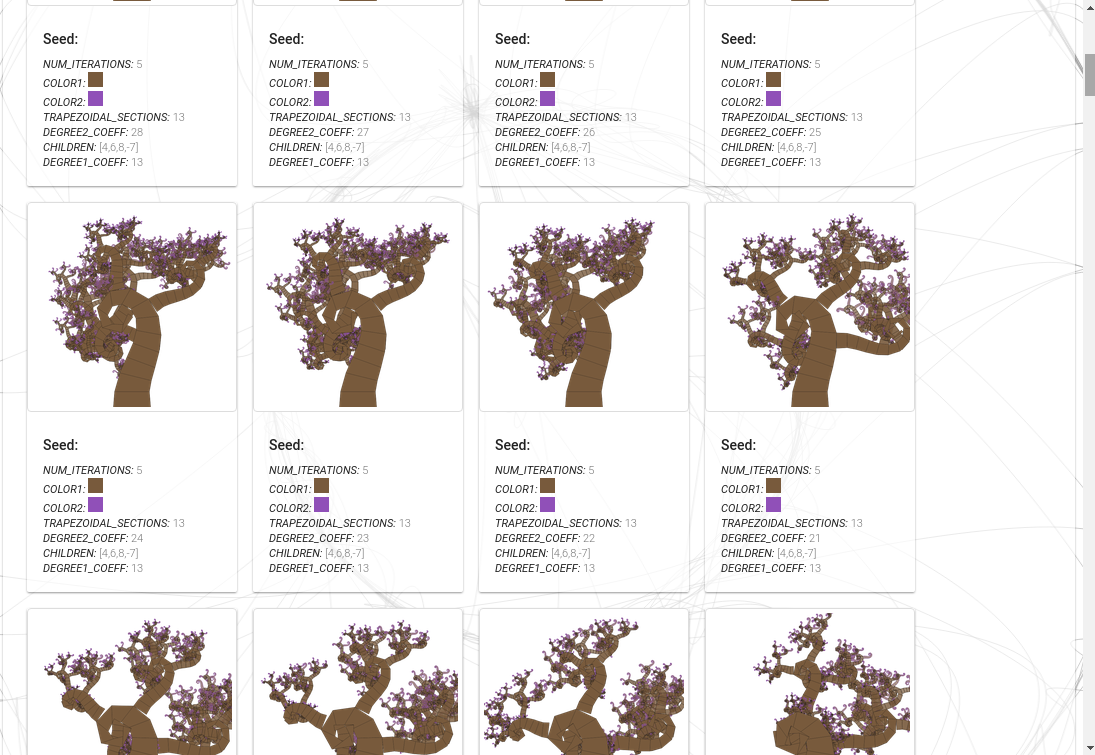 Seed:
NUM_ITERATIONS: 5
COLOR1:
COLOR2:
TRAPEZOIDAL_SECTIONS: 13
DEGREE2_COEFF: 28
CHILDREN: [4,6,8,-7]
DEGREE1_COEFF: 13
Seed:
NUM_ITERATIONS: 5
COLOR1:
COLOR2:
TRAPEZOIDAL_SECTIONS: 13
DEGREE2_COEFF: 27
CHILDREN: [4,6,8,-7]
DEGREE1_COEFF: 13
Seed:
NUM_ITERATIONS: 5
COLOR1:
COLOR2:
TRAPEZOIDAL_SECTIONS: 13
DEGREE2_COEFF: 26
CHILDREN: [4,6,8,-7]
DEGREE1_COEFF: 13
Seed:
NUM_ITERATIONS: 5
COLOR1:
COLOR2:
TRAPEZOIDAL_SECTIONS: 13
DEGREE2_COEFF: 25
CHILDREN: [4,6,8,-7]
DEGREE1_COEFF: 13
Seed:
NUM_ITERATIONS: 5
COLOR1:
COLOR2:
TRAPEZOIDAL_SECTIONS: 13
DEGREE2_COEFF: 24
CHILDREN: [4,6,8,-7]
DEGREE1_COEFF: 13
Seed:
NUM_ITERATIONS: 5
COLOR1:
COLOR2:
TRAPEZOIDAL_SECTIONS: 13
DEGREE2_COEFF: 23
CHILDREN: [4,6,8,-7]
DEGREE1_COEFF: 13
Seed:
NUM_ITERATIONS: 5
COLOR1:
COLOR2:
TRAPEZOIDAL_SECTIONS: 13
DEGREE2_COEFF: 22
CHILDREN: [4,6,8,-7]
DEGREE1_COEFF: 13
Seed:
NUM_ITERATIONS: 5
COLOR1:
COLOR2:
TRAPEZOIDAL_SECTIONS: 13
DEGREE2_COEFF: 21
CHILDREN: [4,6,8,-7]
DEGREE1_COEFF: 13